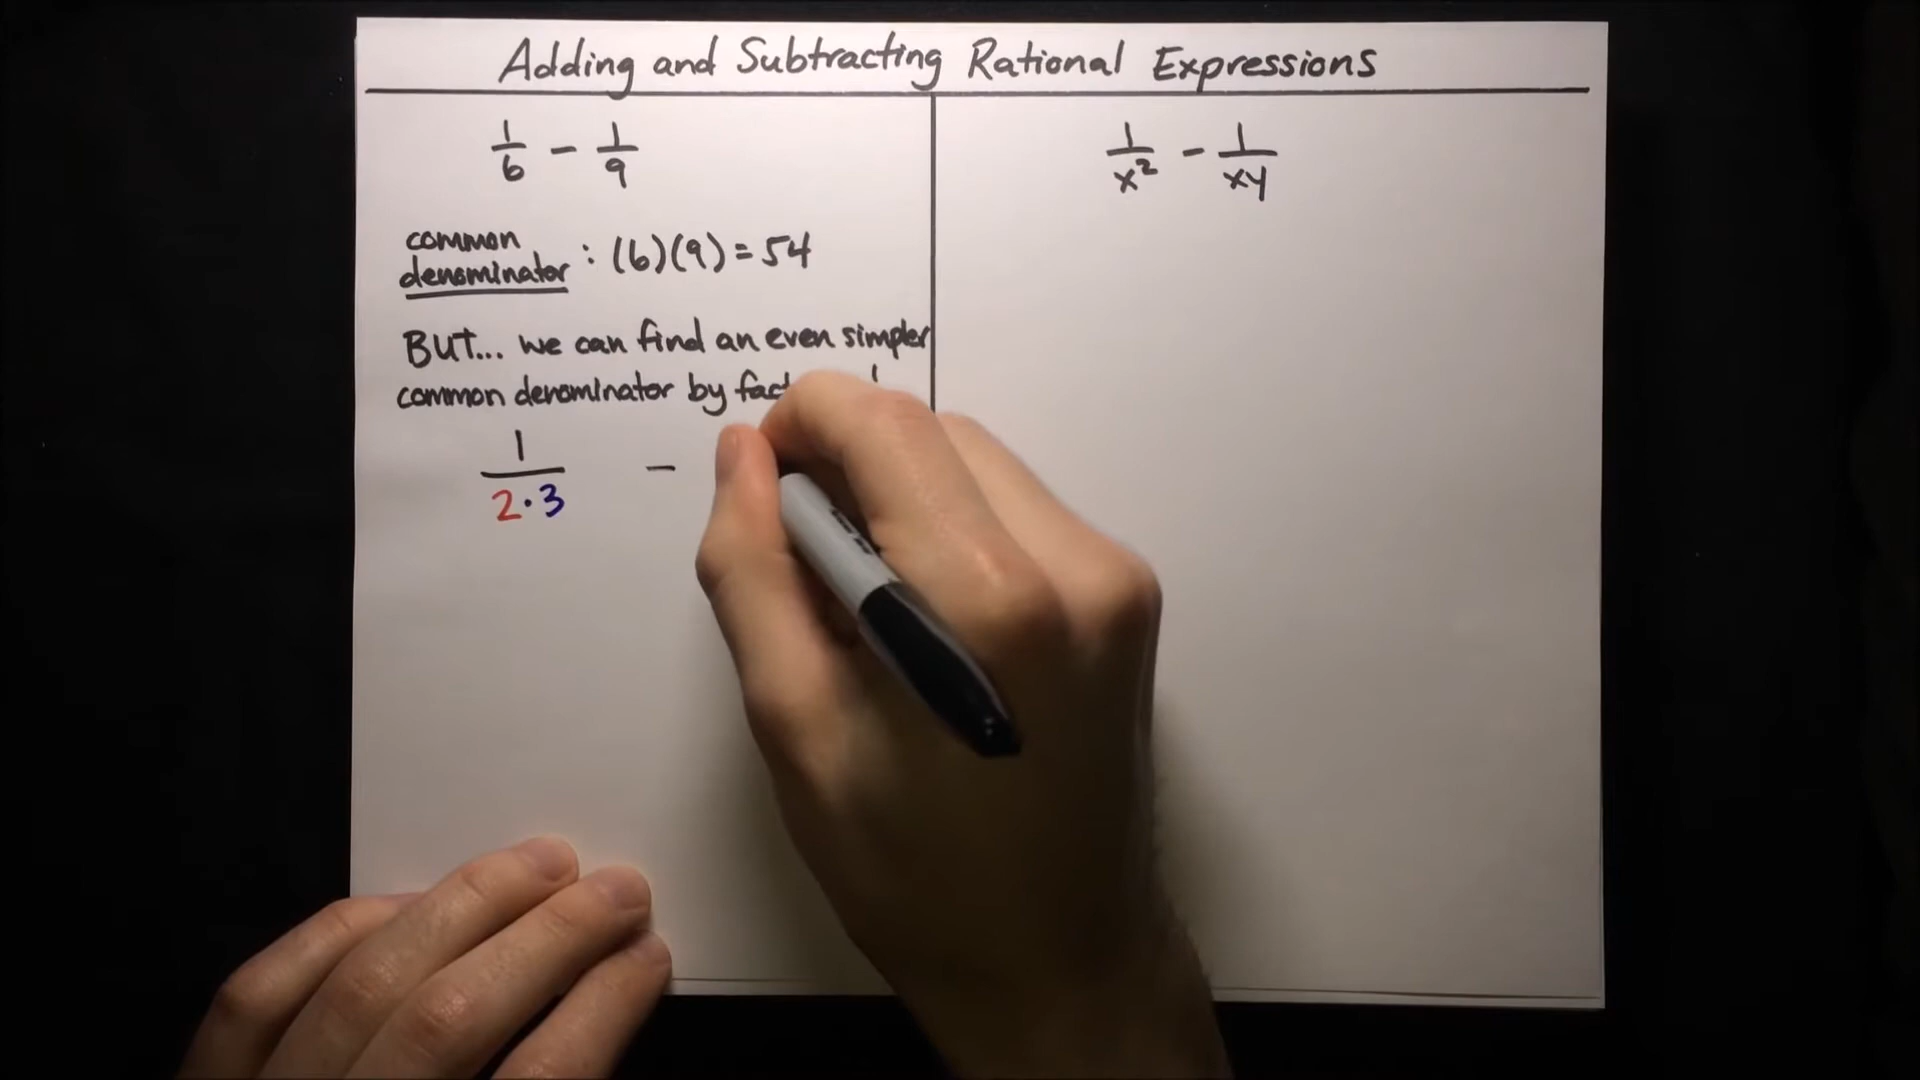 Adding and Subtracting Rational Expressions
1/6 - 1/9
common denominator : (6)(9) = 54
BUT... we can find an even simpler
common denominator by
1/(2·3) -
1/x² - 1/xy